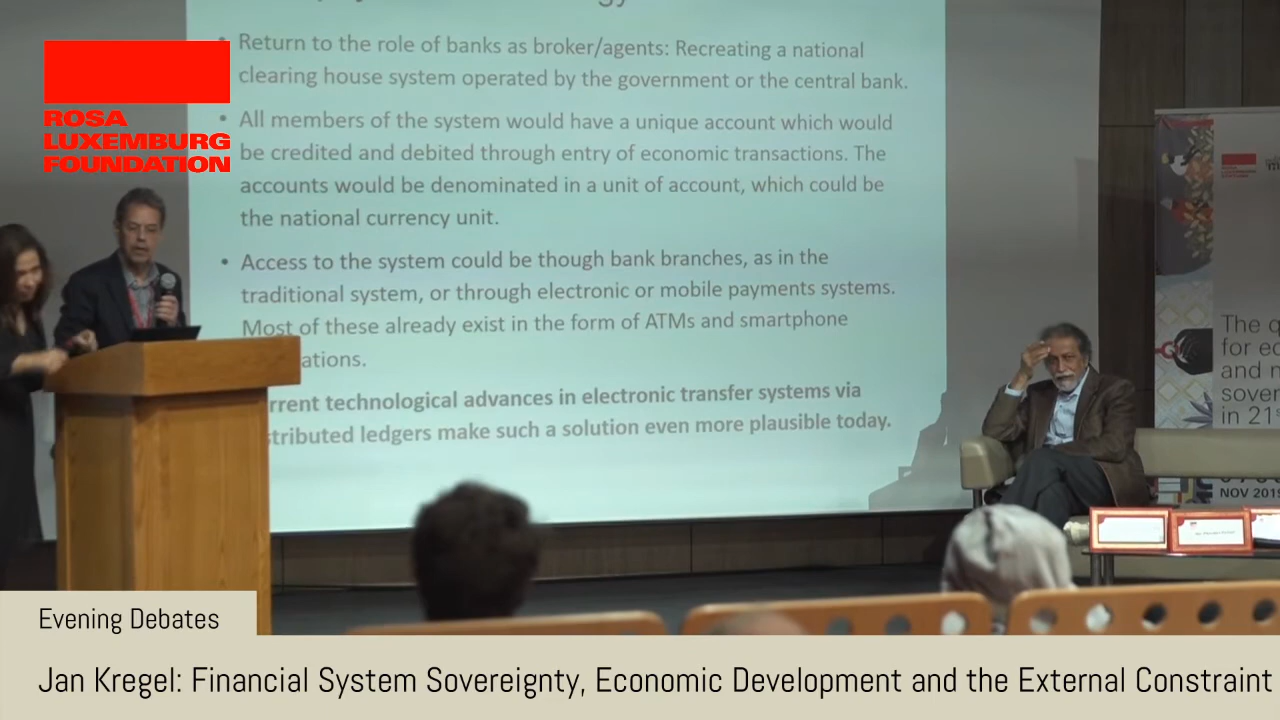 Return to the role of banks as broker/agents: Recreating a national
clearing house system operated by the government or the central bank.
All members of the system would have a unique account which would
be credited and debited through entry of economic transactions. The
accounts would be denominated in a unit of account, which could be
the national currency unit.
Access to the system could be though bank branches, as in the
traditional system, or through electronic or mobile payments systems.
Most of these already exist in the form of ATMs and smartphone
ations.
rrent technological advances in electronic transfer systems via
stributed ledgers make such a solution even more plausible today.
ROSA
LUXEMBURG
FOUNDATION
The q
for ec
and m
sover
in 21
NOV 2019
Evening Debates
Jan Kregel: Financial System Sovereignty, Economic Development and the External Constraint